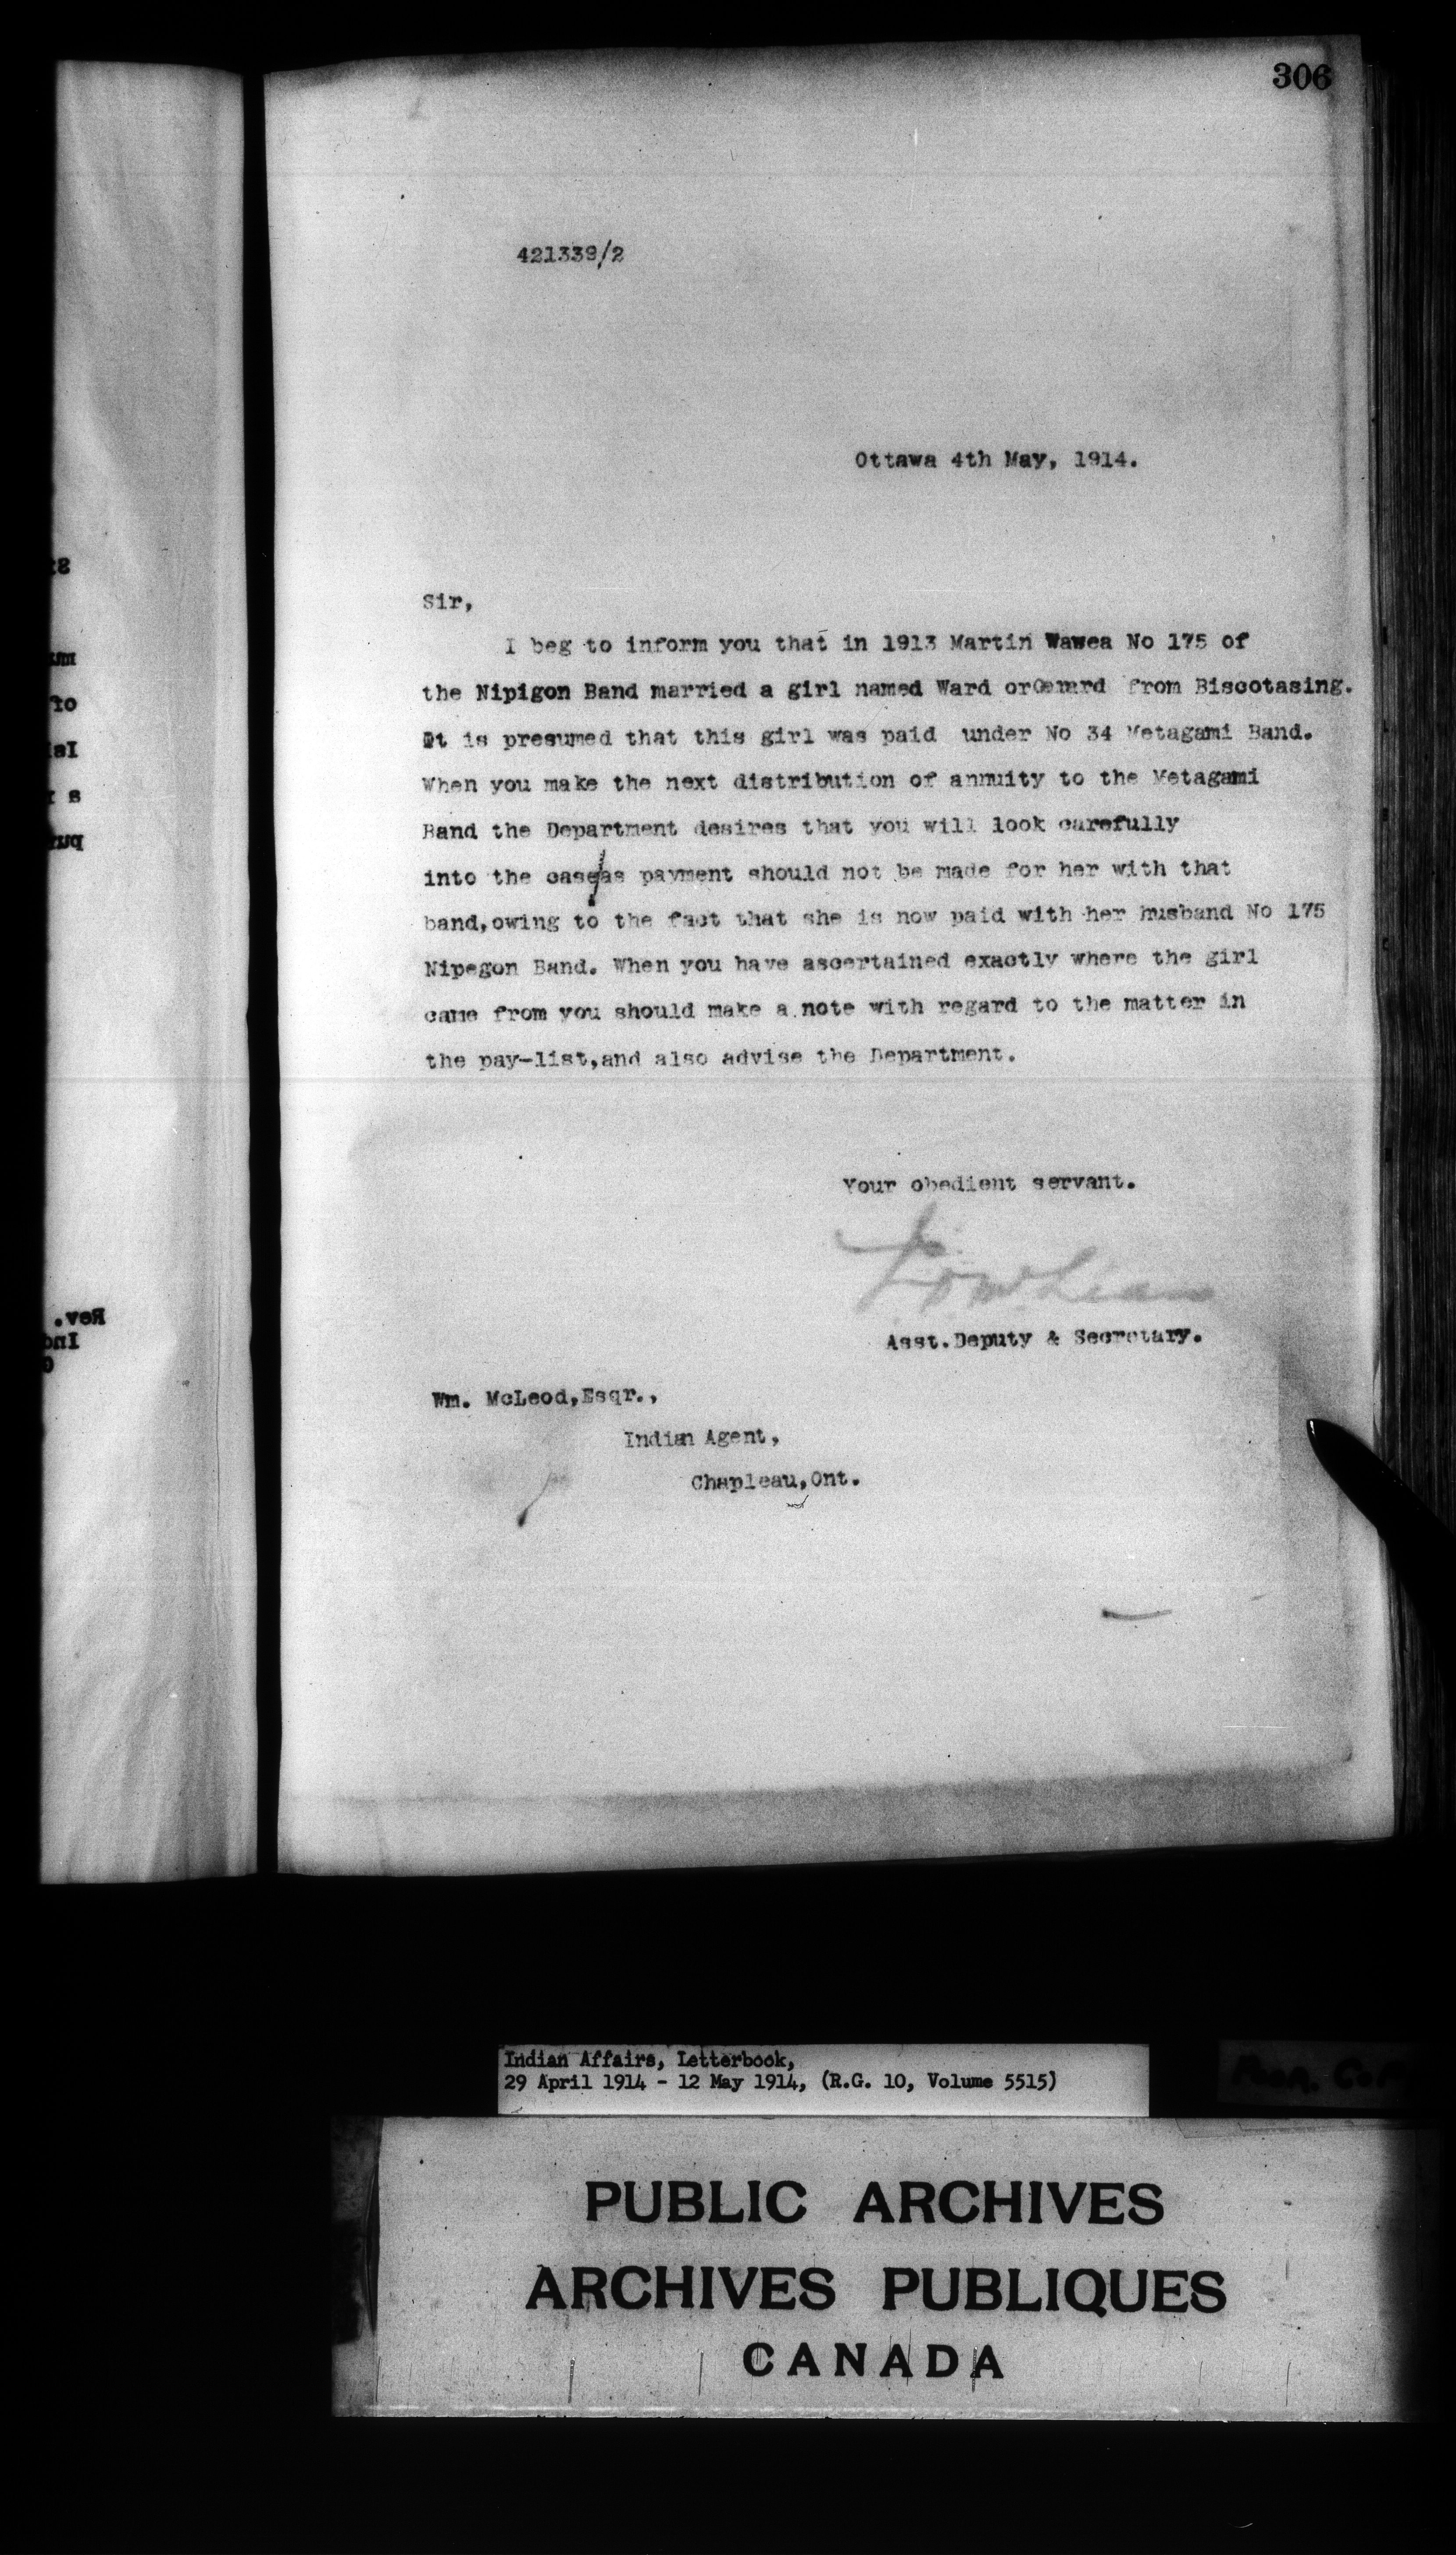 306
421339/2
Ottawa 4th May, 1914.
Sir,
I beg to inform you that in 1913 Martin Wawea No 175 of
the Nipigon Band married a girl named Ward or from Biscotasing.
It is presumed that this girl was paid under No 34 Metagami Band.
When you make the next distribution of annuity to the Metagami
Band the Department desires that you will look carefully
into the case/as payment should not be made for her with that
band,owing to the fact that she is now paid with her husband No 175
Nipegon Band. When you have ascertained exactly where the girl
came from you should make a note with regard to the matter in
the pay-list,and also advise the Department.
Your obedient servant.
Asst.Deputy & Secretary.
Wm. McLeod,Esqr.,
Indian Agent,
Chapleau,Ont.
Rev.
Indian Affairs, Letterbook,
29 April 1914 - 12 May 1914, (R.G. 10, Volume 5515)
PUBLIC ARCHIVES
ARCHIVES PUBLIQUES
CANADA